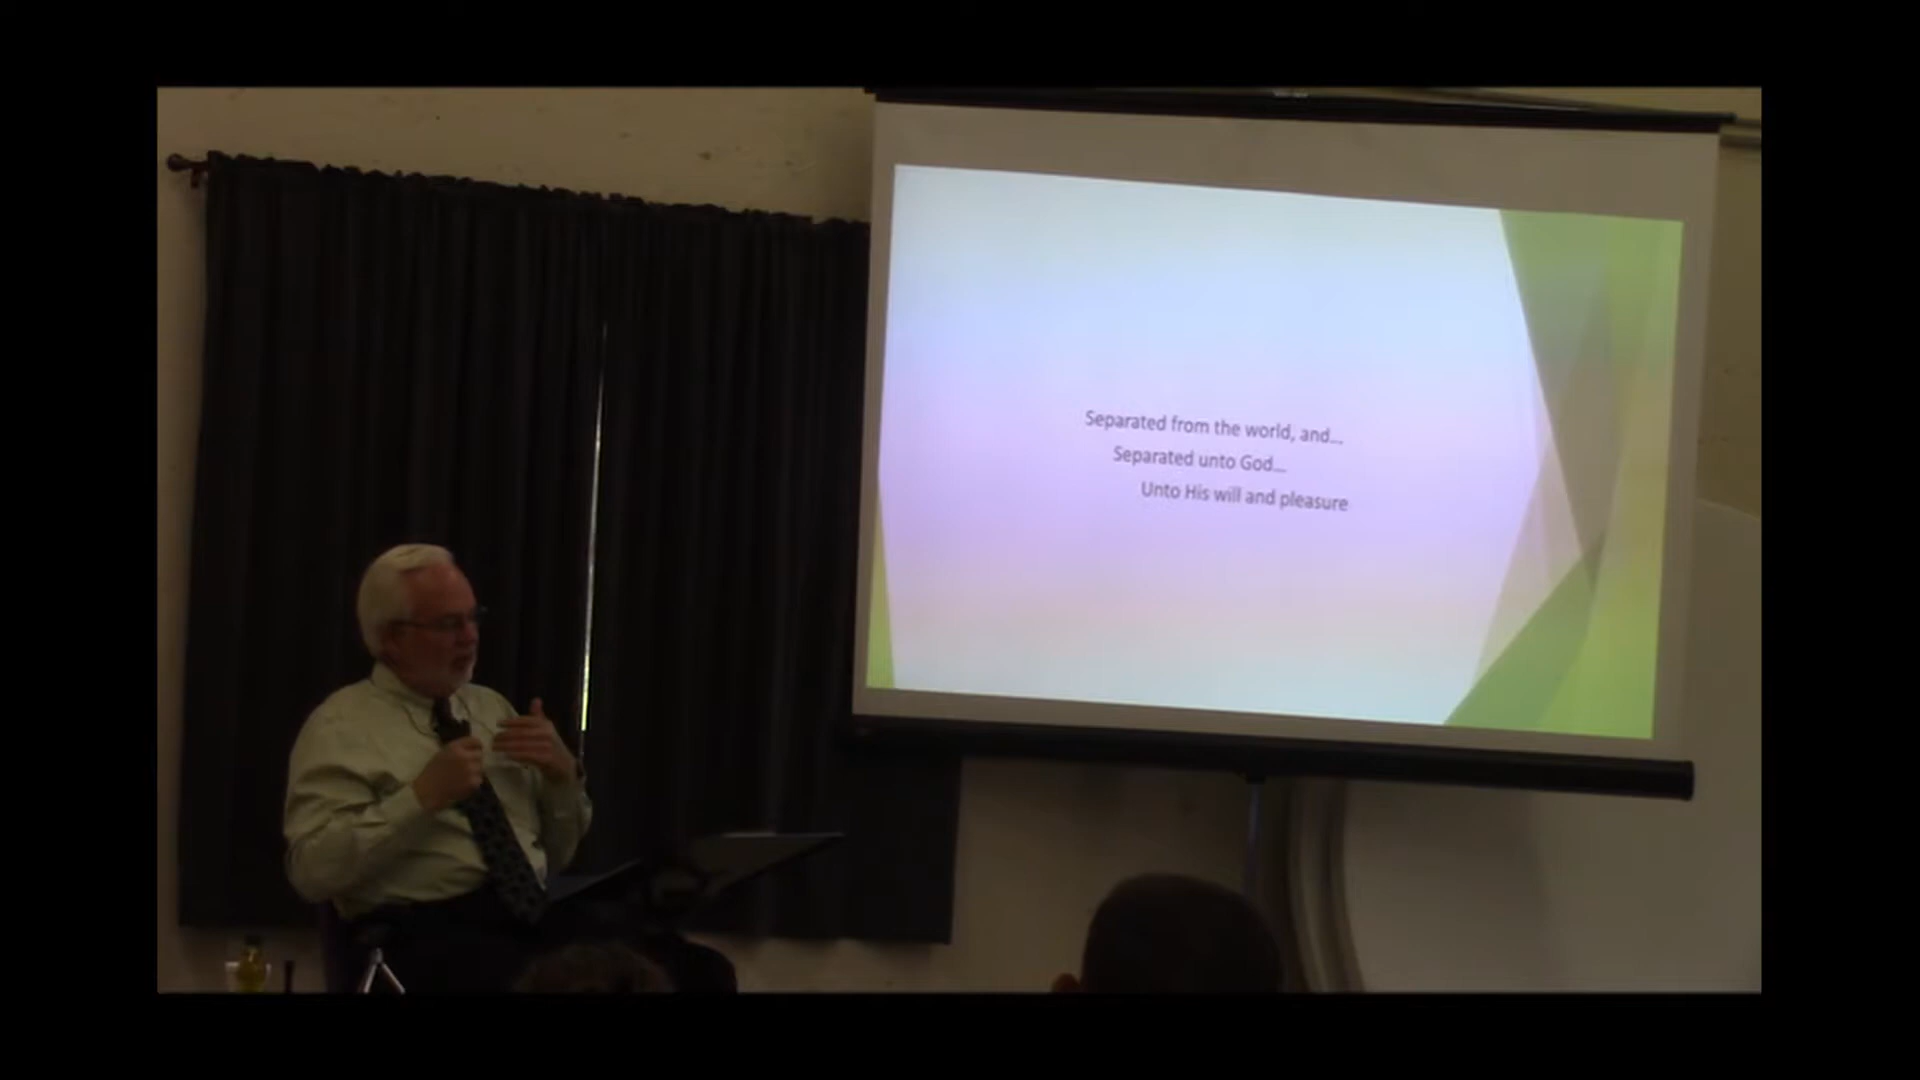 Separated from the world, and...
Separated unto God...
Unto His will and pleasure